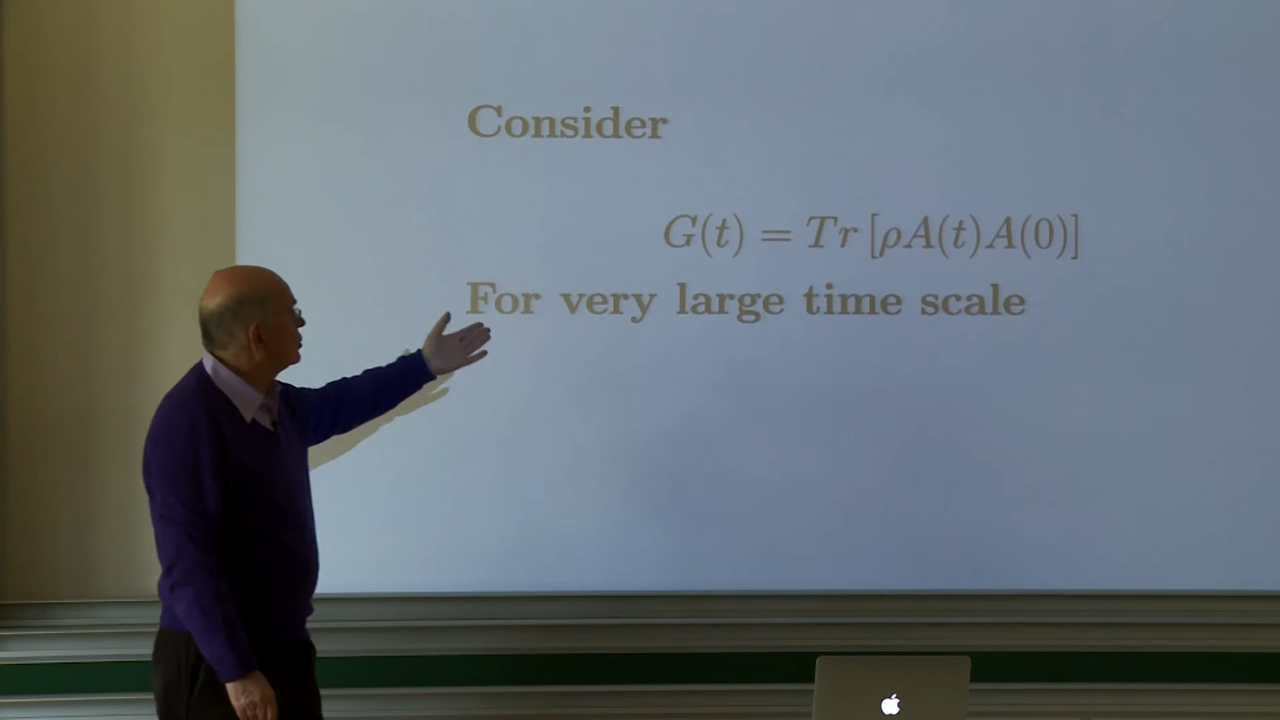 Consider
G(t) = Tr [ρA(t)A(0)]
For very large time scale